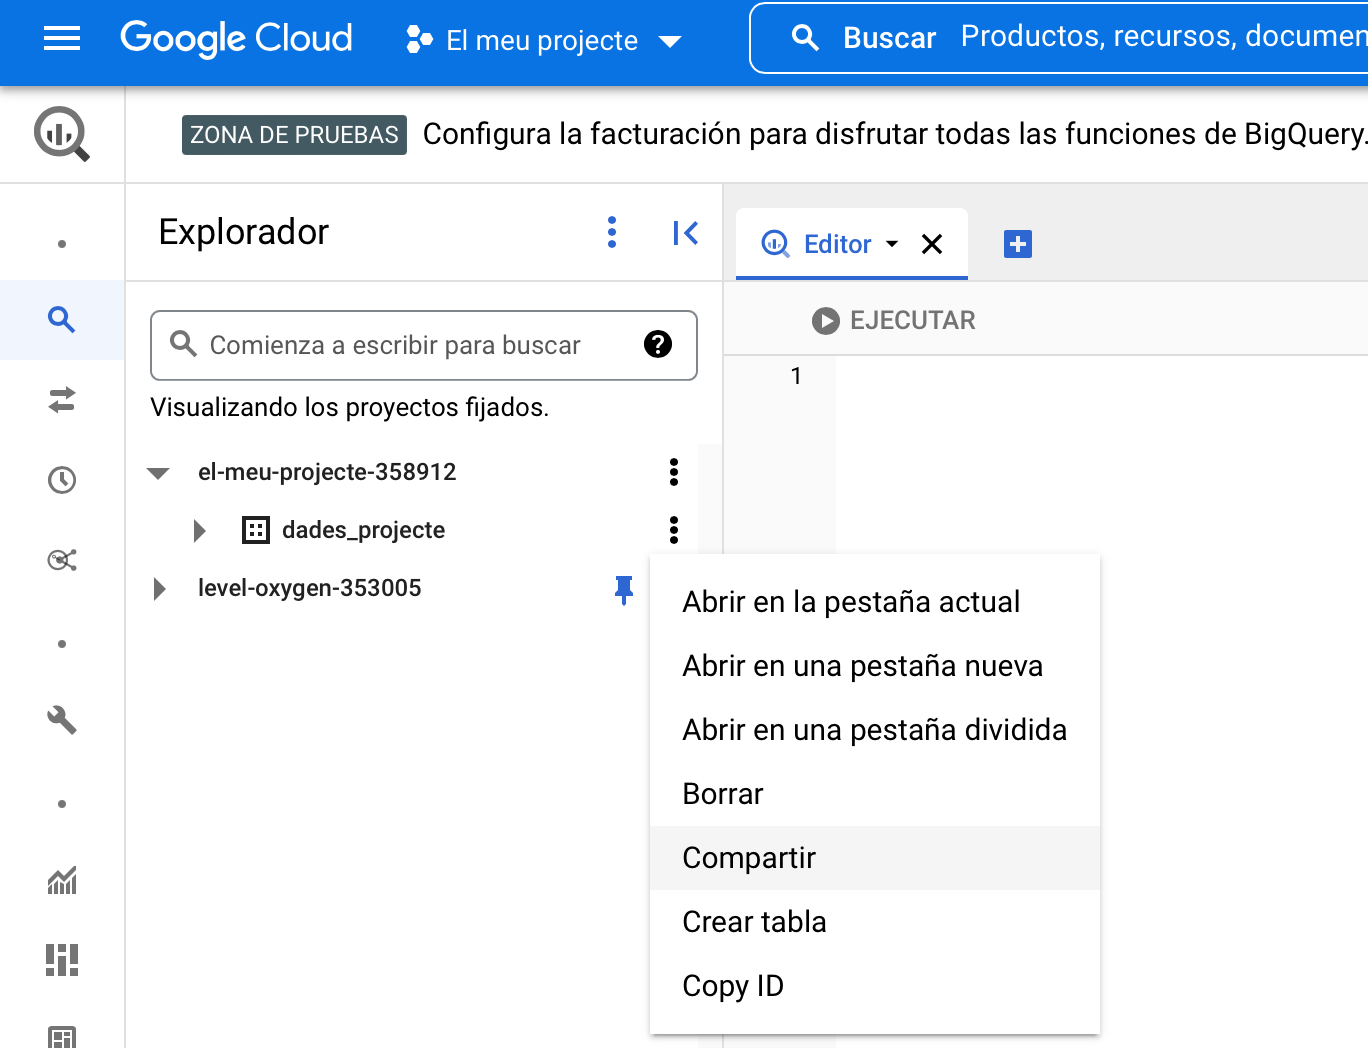 Google Cloud
El meu projecte
Buscar Productos, recursos, documen
ZONA DE PRUEBAS Configura la facturación para disfrutar todas las funciones de BigQuery.
Explorador
Editor
EJECUTAR
Comienza a escribir para buscar
1
Visualizando los proyectos fijados.
el-meu-projecte-358912
dades_projecte
level-oxygen-353005
Abrir en la pestaña actual
Abrir en una pestaña nueva
Abrir en una pestaña dividida
Borrar
Compartir
Crear tabla
Copy ID